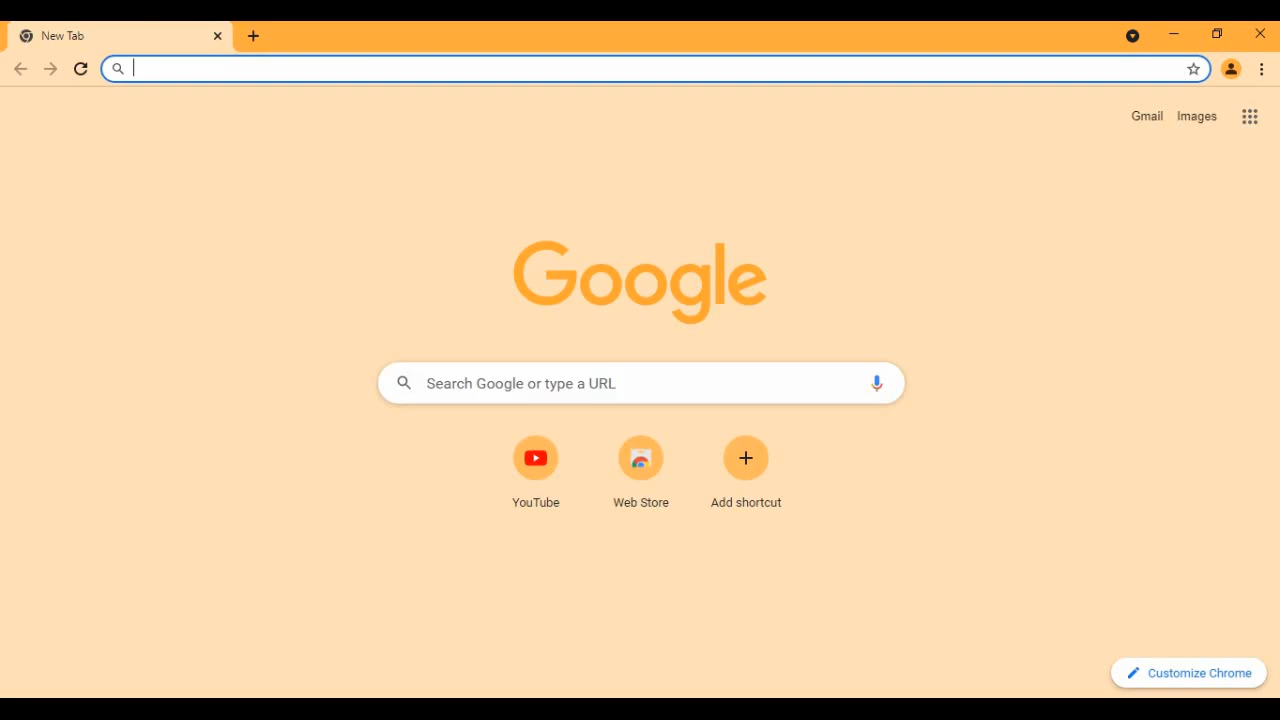 New Tab
Gmail Images
Google
Search Google or type a URL
YouTube Web Store Add shortcut
Customize Chrome